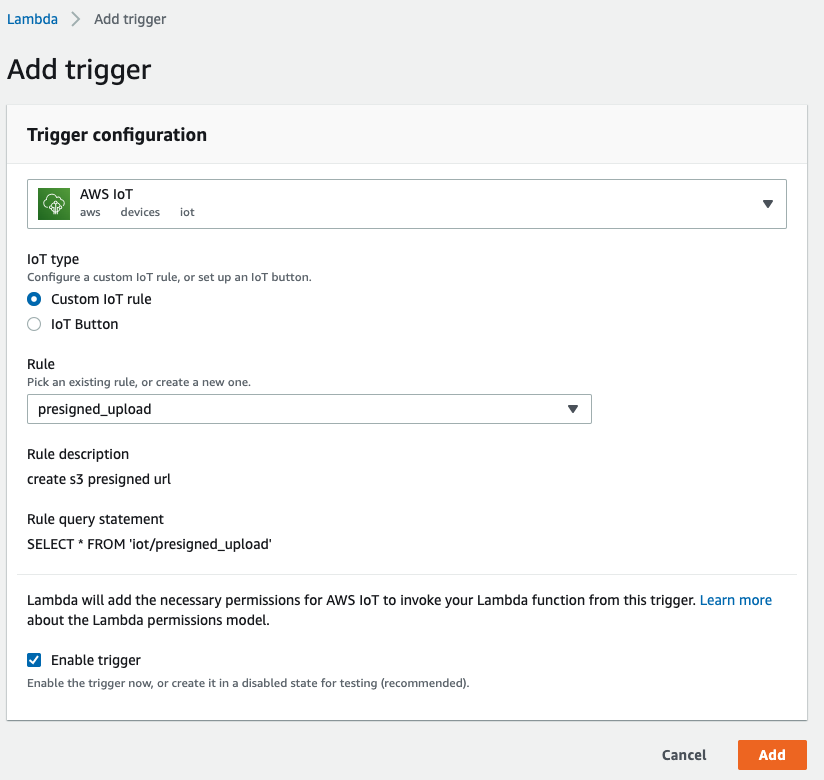 Lambda > Add trigger
Add trigger
Trigger configuration
AWS IoT
aws devices iot
IoT type
Configure a custom IoT rule, or set up an IoT button.
Custom IoT rule
IoT Button
Rule
Pick an existing rule, or create a new one.
presigned_upload
Rule description
create s3 presigned url
Rule query statement
SELECT * FROM 'iot/presigned_upload'
Lambda will add the necessary permissions for AWS IoT to invoke your Lambda function from this trigger. Learn more
about the Lambda permissions model.
Enable trigger
Enable the trigger now, or create it in a disabled state for testing (recommended).
Cancel Add